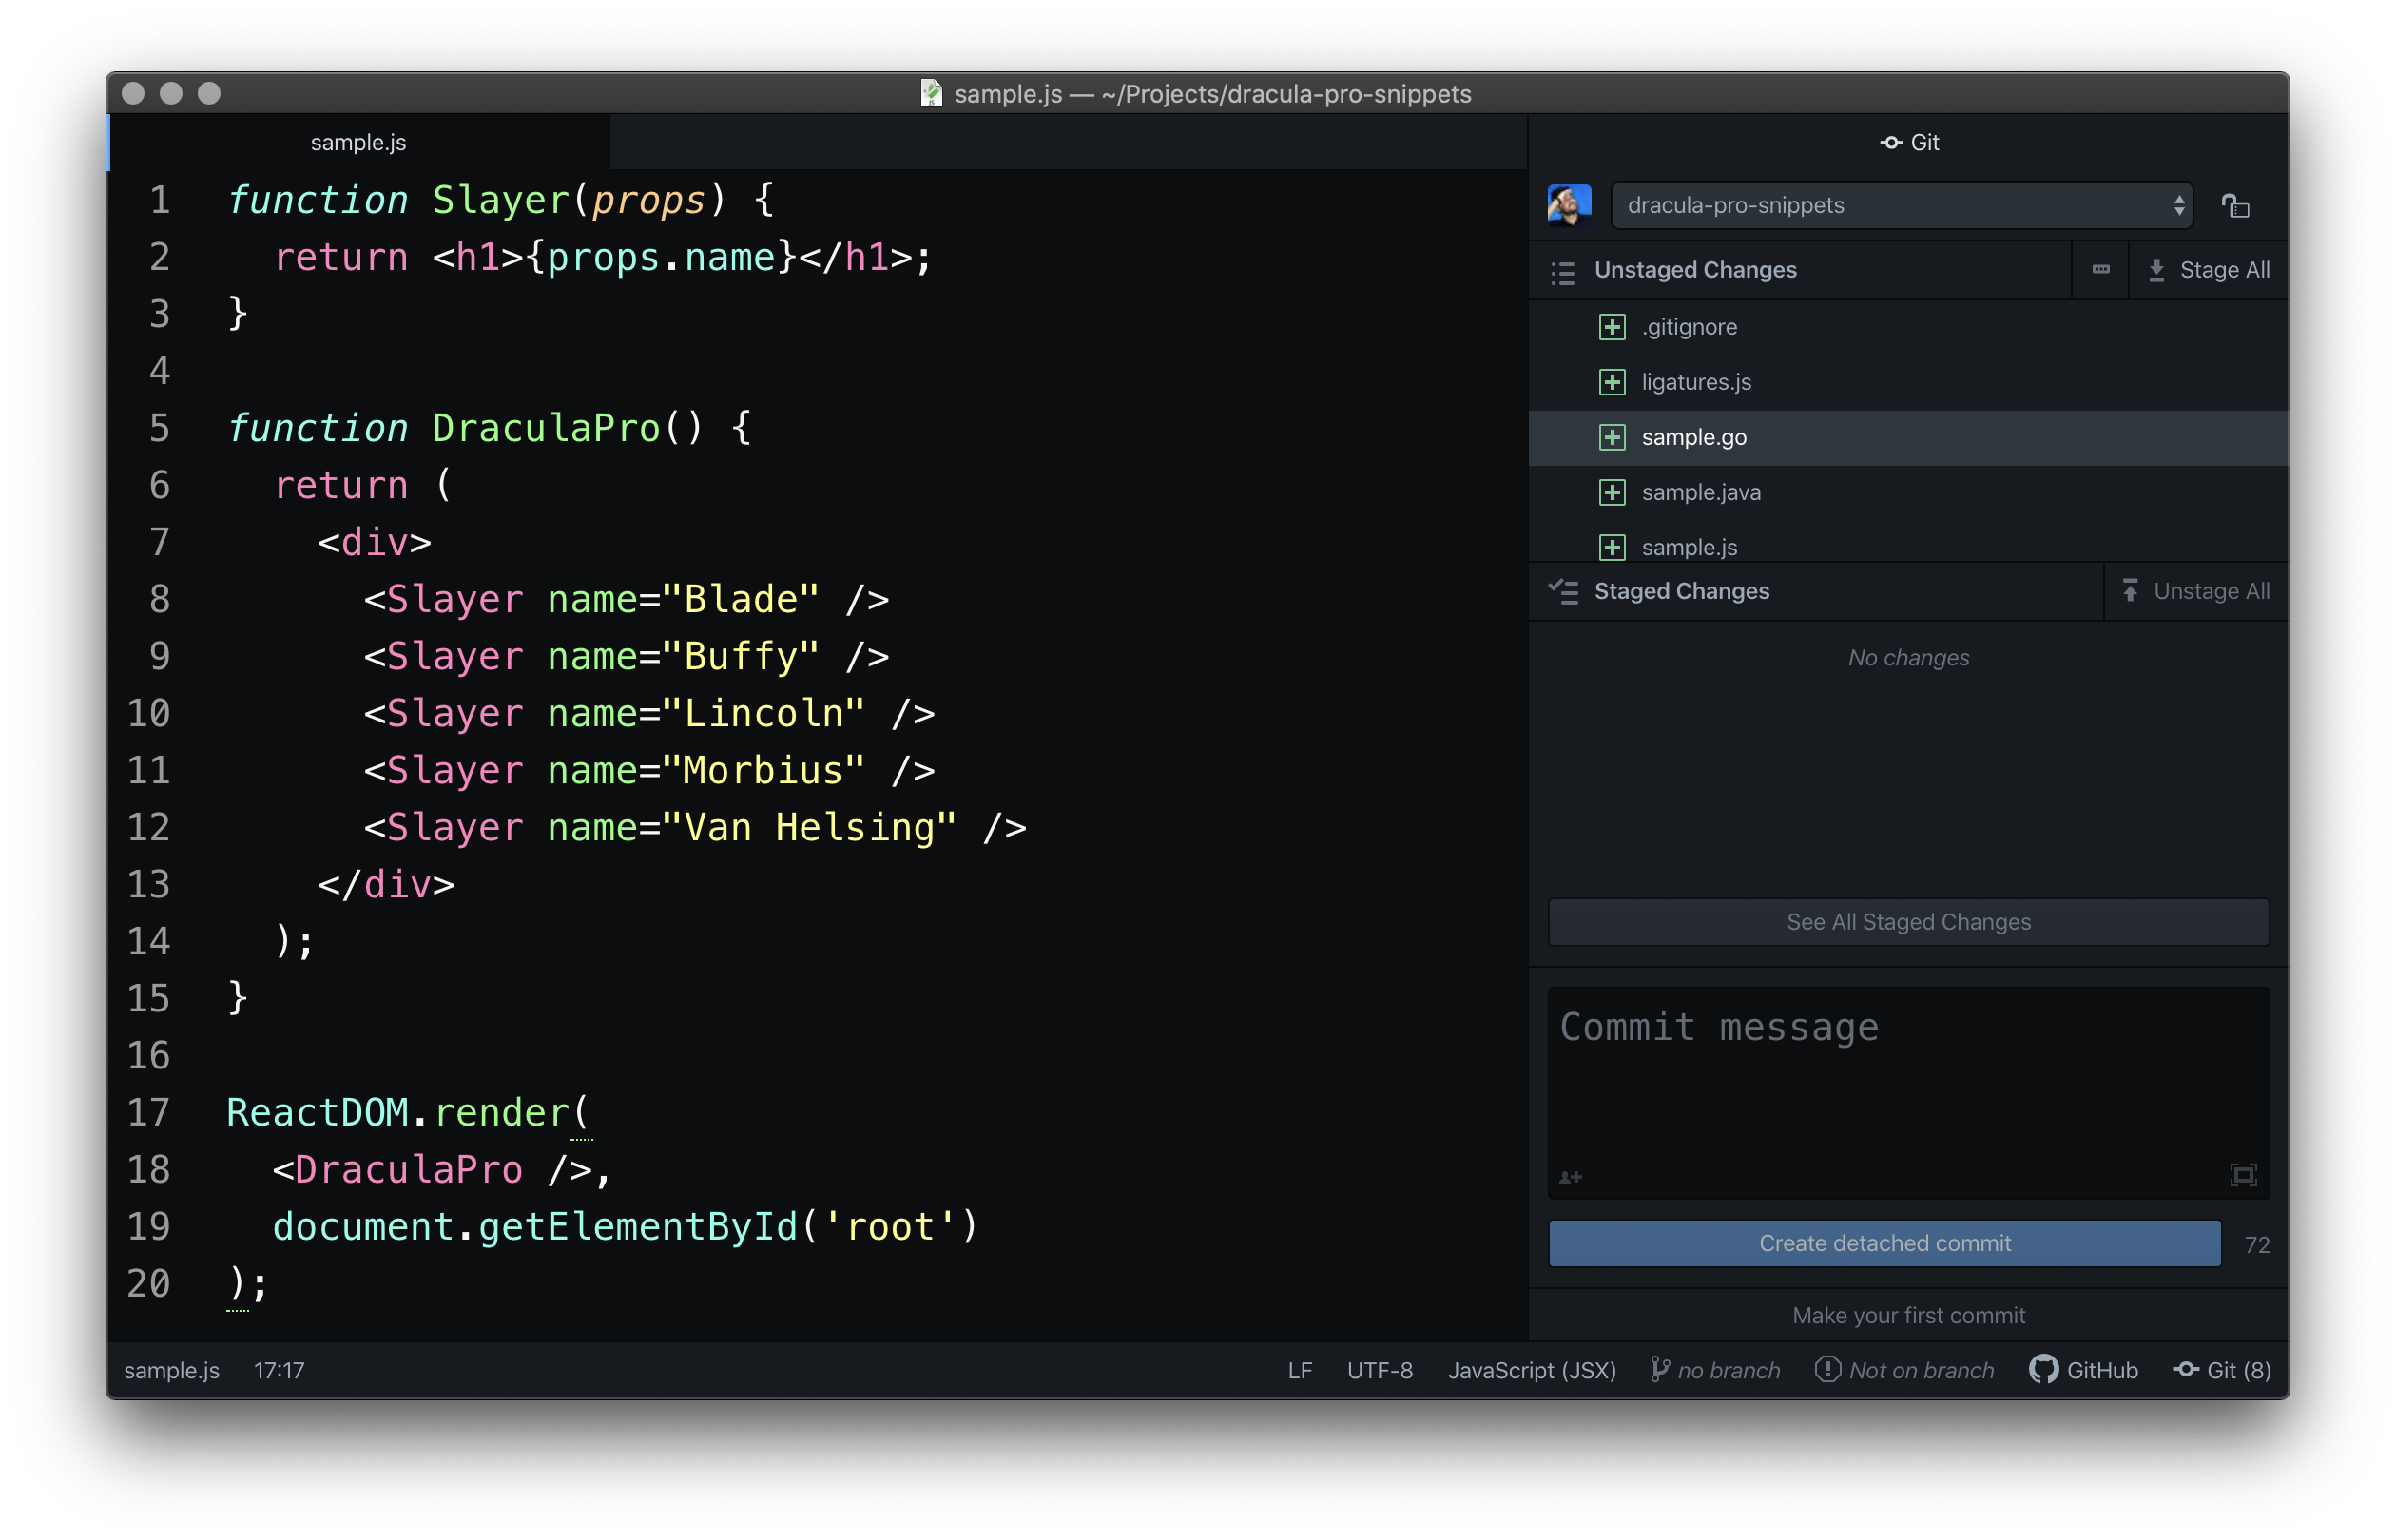 sample.js — ~/Projects/dracula-pro-snippets
sample.js
1 function Slayer(props) {
2   return <h1>{props.name}</h1>;
3 }
4
5 function DraculaPro() {
6   return (
7     <div>
8       <Slayer name="Blade" />
9       <Slayer name="Buffy" />
10       <Slayer name="Lincoln" />
11       <Slayer name="Morbius" />
12       <Slayer name="Van Helsing" />
13     </div>
14   );
15 }
16
17 ReactDOM.render(
18   <DraculaPro />,
19   document.getElementById('root')
20 );
Git
dracula-pro-snippets
Unstaged Changes Stage All
.gitignore
ligatures.js
sample.go
sample.java
sample.js
Staged Changes Unstage All
No changes
See All Staged Changes
Commit message
Create detached commit 72
Make your first commit
sample.js 17:17 LF UTF-8 JavaScript (JSX) no branch Not on branch GitHub Git (8)